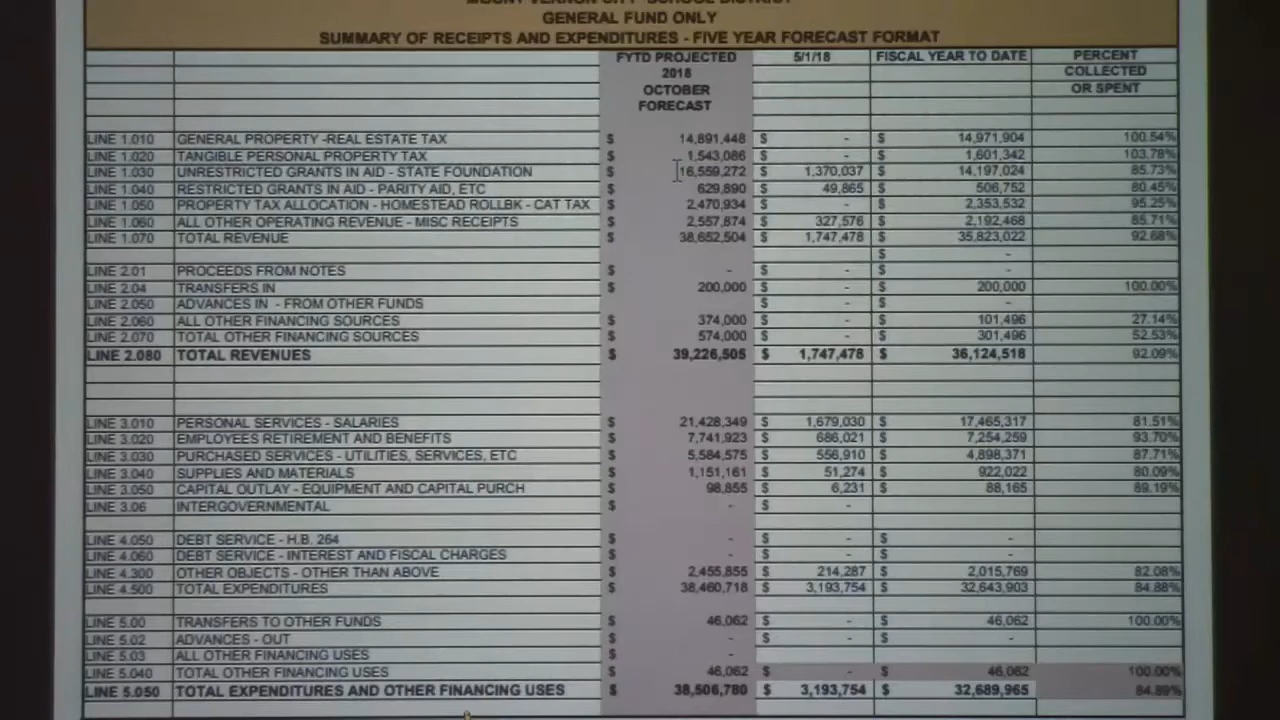 MOUNT VERNON CITY SCHOOL DISTRICT
GENERAL FUND ONLY
SUMMARY OF RECEIPTS AND EXPENDITURES - FIVE YEAR FORECAST FORMAT
FYTD PROJECTED 5/1/18 FISCAL YEAR TO DATE PERCENT
2018 COLLECTED
OCTOBER OR SPENT
FORECAST
LINE 1.010 GENERAL PROPERTY -REAL ESTATE TAX $ 14,891,448 $ - $ 14,971,904 100.54%
LINE 1.020 TANGIBLE PERSONAL PROPERTY TAX $ 1,543,086 $ - $ 1,601,342 103.78%
LINE 1.030 UNRESTRICTED GRANTS IN AID - STATE FOUNDATION $ 16,559,272 $ 1,370,037 $ 14,197,024 85.73%
LINE 1.040 RESTRICTED GRANTS IN AID - PARITY AID, ETC $ 629,890 $ 49,865 $ 506,752 80.45%
LINE 1.050 PROPERTY TAX ALLOCATION - HOMESTEAD ROLLBK - CAT TAX $ 2,470,934 $ - $ 2,353,532 95.25%
LINE 1.060 ALL OTHER OPERATING REVENUE - MISC RECEIPTS $ 2,557,874 $ 327,576 $ 2,192,468 85.71%
LINE 1.070 TOTAL REVENUE $ 38,652,504 $ 1,747,478 $ 35,823,022 92.68%
$ -
LINE 2.01 PROCEEDS FROM NOTES $ - $ - $ -
LINE 2.04 TRANSFERS IN $ 200,000 $ - $ 200,000 100.00%
LINE 2.050 ADVANCES IN - FROM OTHER FUNDS $ - $ -
LINE 2.060 ALL OTHER FINANCING SOURCES $ 374,000 $ - $ 101,496 27.14%
LINE 2.070 TOTAL OTHER FINANCING SOURCES $ 574,000 $ - $ 301,496 52.53%
LINE 2.080 TOTAL REVENUES $ 39,226,505 $ 1,747,478 $ 36,124,518 92.09%
LINE 3.010 PERSONAL SERVICES - SALARIES $ 21,428,349 $ 1,679,030 $ 17,465,317 81.51%
LINE 3.020 EMPLOYEES RETIREMENT AND BENEFITS $ 7,741,923 $ 686,021 $ 7,254,259 93.70%
LINE 3.030 PURCHASED SERVICES - UTILITIES, SERVICES, ETC $ 5,584,575 $ 556,910 $ 4,898,371 87.71%
LINE 3.040 SUPPLIES AND MATERIALS $ 1,151,161 $ 51,274 $ 922,022 80.09%
LINE 3.050 CAPITAL OUTLAY - EQUIPMENT AND CAPITAL PURCH $ 98,855 $ 6,231 $ 88,165 89.19%
LINE 3.06 INTERGOVERNMENTAL $ - $ -
LINE 4.050 DEBT SERVICE - H.B. 264 $ - $ - $ -
LINE 4.060 DEBT SERVICE - INTEREST AND FISCAL CHARGES $ - $ - $ -
LINE 4.300 OTHER OBJECTS - OTHER THAN ABOVE $ 2,455,855 $ 214,287 $ 2,015,769 82.08%
LINE 4.500 TOTAL EXPENDITURES $ 38,460,718 $ 3,193,754 $ 32,643,903 84.88%
LINE 5.00 TRANSFERS TO OTHER FUNDS $ 46,062 $ - $ 46,062 100.00%
LINE 5.02 ADVANCES - OUT $ - $ - $ -
LINE 5.03 ALL OTHER FINANCING USES $ -
LINE 5.040 TOTAL OTHER FINANCING USES $ 46,062 $ - $ 46,062 100.00%
LINE 5.050 TOTAL EXPENDITURES AND OTHER FINANCING USES $ 38,506,780 $ 3,193,754 $ 32,689,965 84.89%